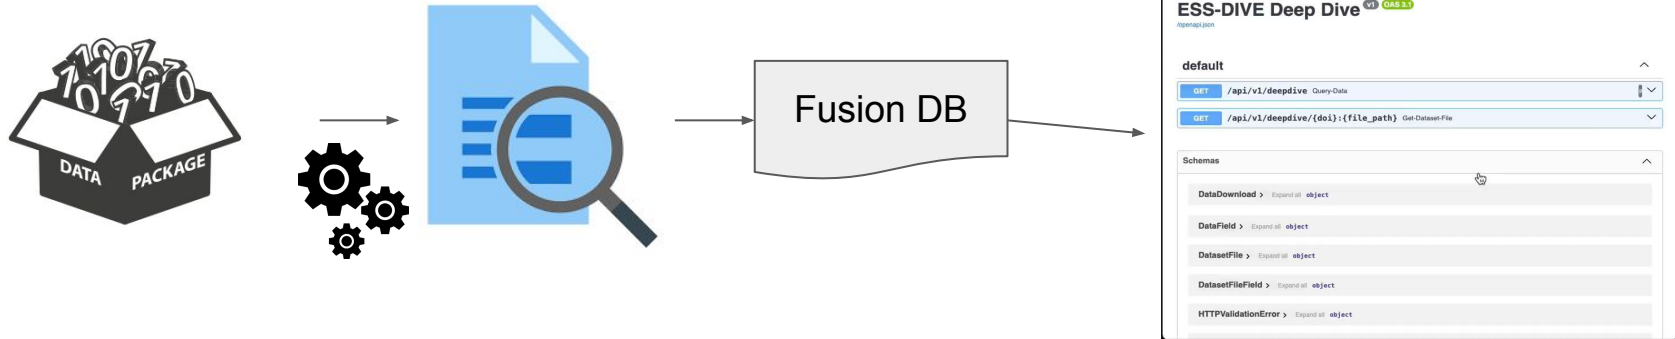 DATA PACKAGE
Fusion DB
ESS-DIVE Deep Dive v1 OAS 3.1
/openapi.json
default
GET /api/v1/deepdive Query-Data
GET /api/v1/deepdive/{doi}:{file_path} Get-Dataset-File
Schemas
DataDownload > Expand all object
DataField > Expand all object
DatasetFile > Expand all object
DatasetFileField > Expand all object
HTTPValidationError > Expand all object